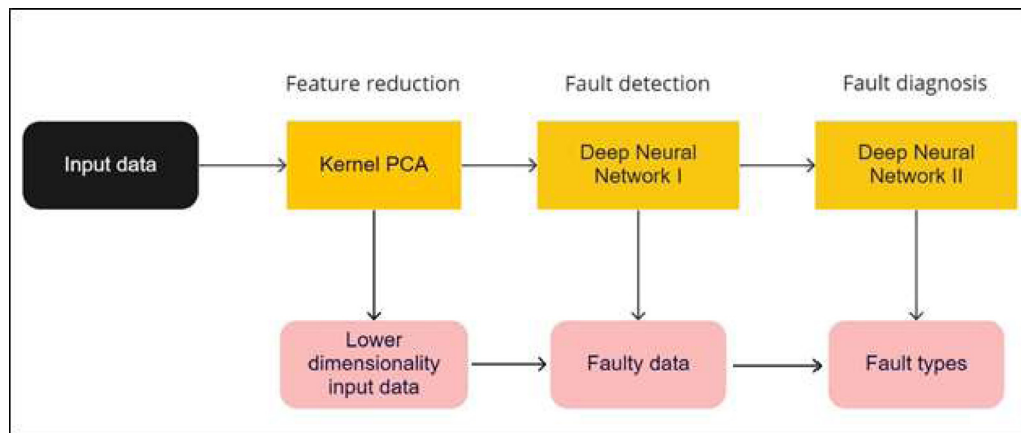 Feature reduction
Fault detection
Fault diagnosis
Input data
Kernel PCA
Deep Neural
Network I
Deep Neural
Network II
Lower
dimensionality
input data
Faulty data
Fault types